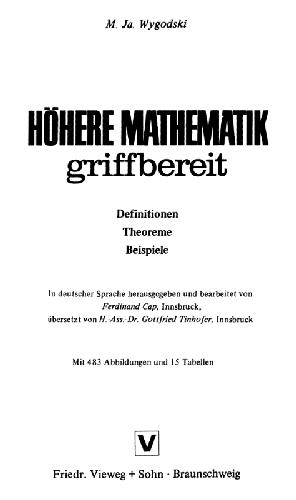 M. Ja. Wygodski
HÖHERE MATHEMATIK
griffbereit
Definitionen
Theoreme
Beispiele
In deutscher Sprache herausgegeben und bearbeitet von
Ferdinand Cap, Innsbruck,
übersetzt von H.-Ass.-Dr. Gottfried Tinhofer, Innsbruck
Mit 483 Abbildungen und 15 Tabellen
V
Friedr. Vieweg + Sohn · Braunschweig